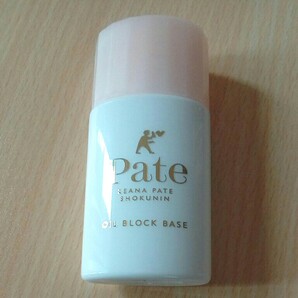 Pate
KEANA PATE
SHOKUNIN
OIL BLOCK BASE